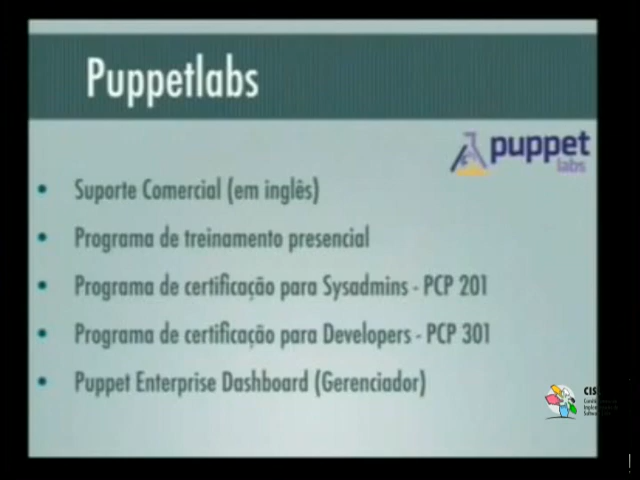 Puppetlabs
puppet
labs
• Suporte Comercial (em inglês)
• Programa de treinamento presencial
• Programa de certificação para Sysadmins - PCP 201
• Programa de certificação para Developers - PCP 301
• Puppet Enterprise Dashboard (Gerenciador)
CIS